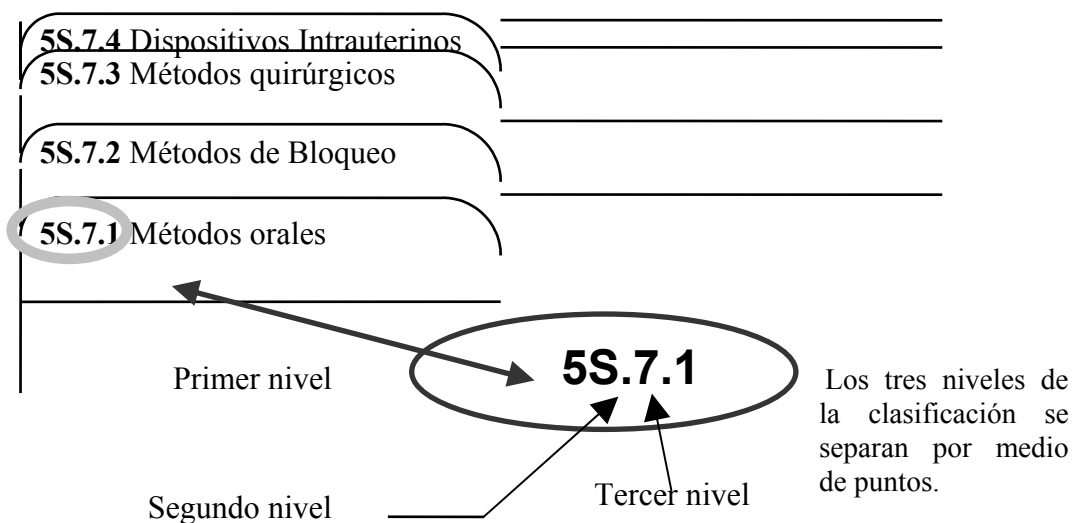 5S.7.4 Dispositivos Intrauterinos
5S.7.3 Métodos quirúrgicos
5S.7.2 Métodos de Bloqueo
5S.7.1 Métodos orales
5S.7.1
Primer nivel
Los tres niveles de
la clasificación se
separan por medio
de puntos.
Segundo nivel
Tercer nivel